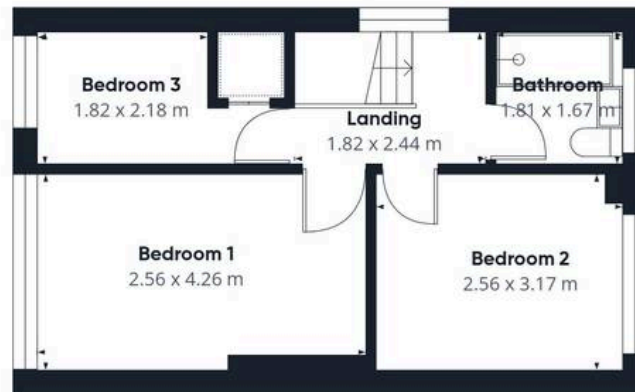 Bedroom 3
1.82 x 2.18 m
Landing
1.82 x 2.44 m
Bathroom
1.81 x 1.67 m
Bedroom 1
2.56 x 4.26 m
Bedroom 2
2.56 x 3.17 m